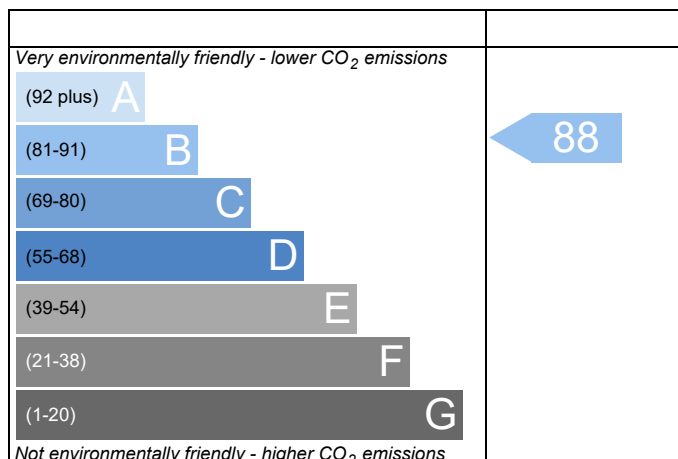 Very environmentally friendly - lower CO₂ emissions
(92 plus) A
(81-91) B
88
(69-80) C
(55-68) D
(39-54) E
(21-38) F
(1-20) G
Not environmentally friendly - higher CO₂ emissions